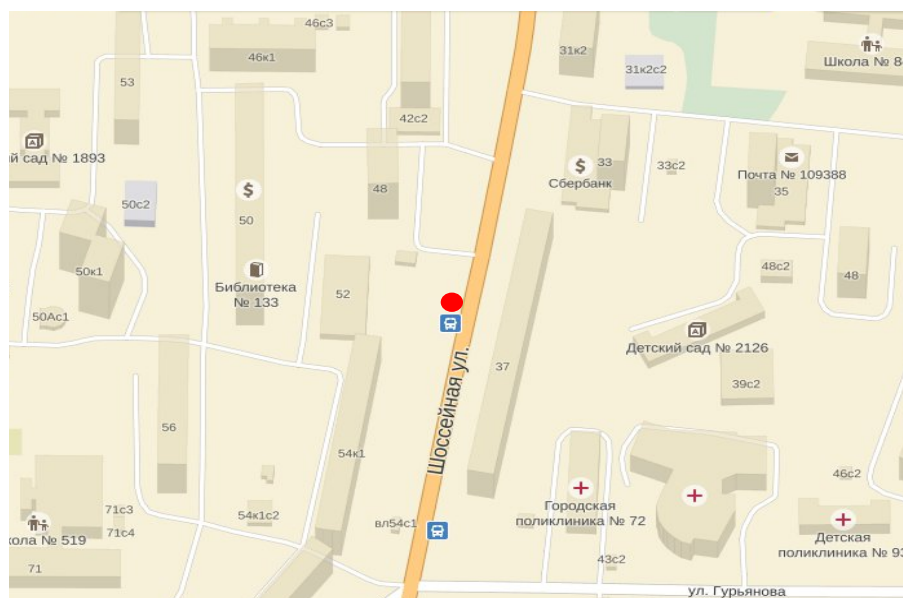 46с3
46к1
31к2
31к2с2
Школа № 8
53
42с2
й сад № 1893
48
33
Сбербанк
33с2
Почта № 109388
35
50с2
50
50к1
48с2
48
Библиотека
№ 133
52
50Ас1
Детский сад № 2126
37
39с2
Шоссейная ул.
56
54к1
46с2
71с3
71с4
54к1с2
вл54с1
Городская
поликлиника № 72
Детская
поликлиника № 93
кола № 519
71
43с2
ул. Гурьянова